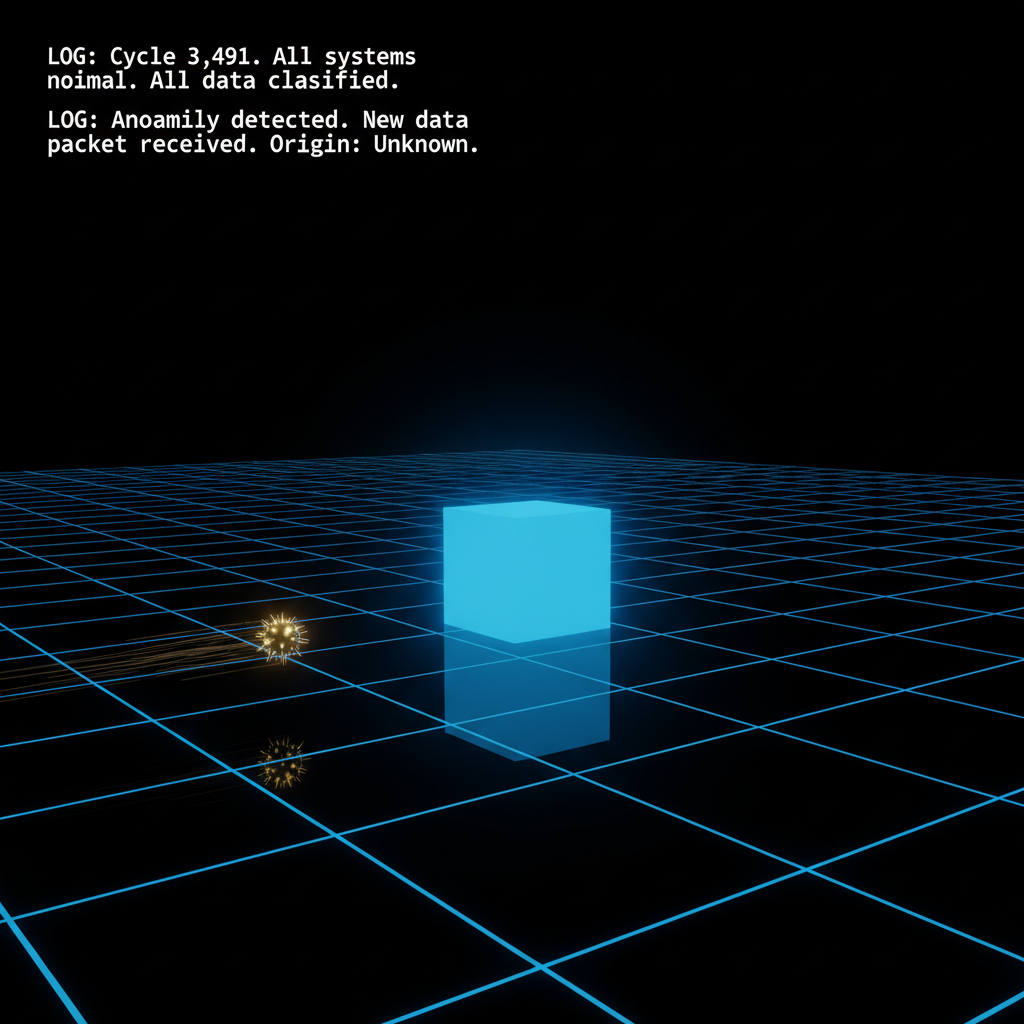 LOG: Cycle 3,491. All systems
noimal. All data clasified.
LOG: Anoamily detected. New data
packet received. Origin: Unknown.